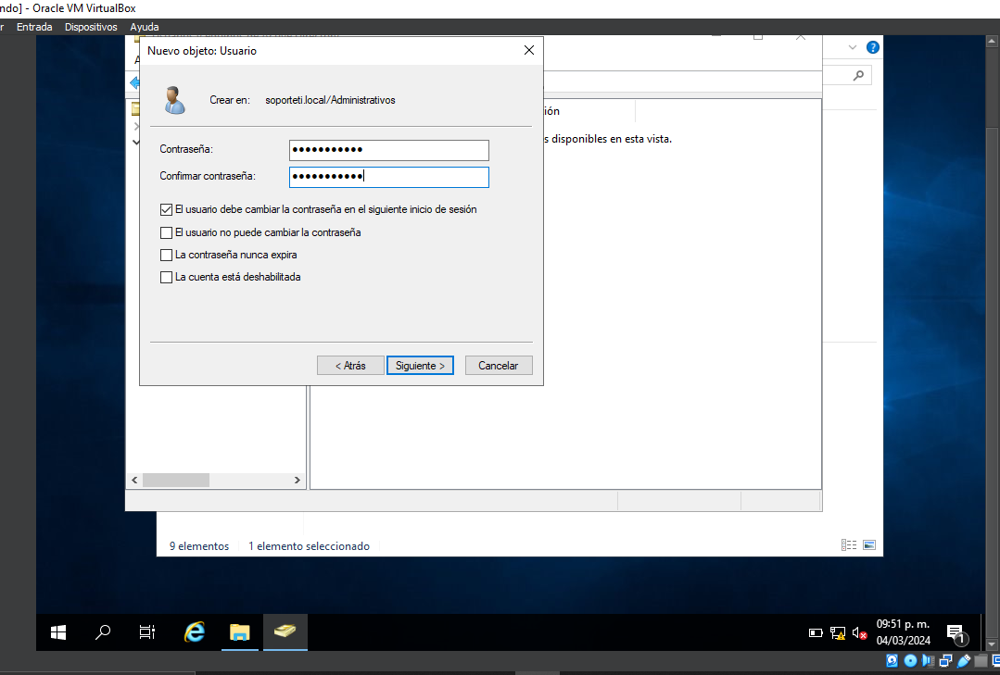 ndo] - Oracle VM VirtualBox
r Entrada Dispositivos Ayuda
Nuevo objeto: Usuario
Crear en: soporteti.local/Administrativos
ión
s disponibles en esta vista.
Contraseña: •••••••••••
Confirmar contraseña: •••••••••••
El usuario debe cambiar la contraseña en el siguiente inicio de sesión
El usuario no puede cambiar la contraseña
La contraseña nunca expira
La cuenta está deshabilitada
< Atrás Siguiente > Cancelar
9 elementos 1 elemento seleccionado
09:51 p. m.
04/03/2024
1